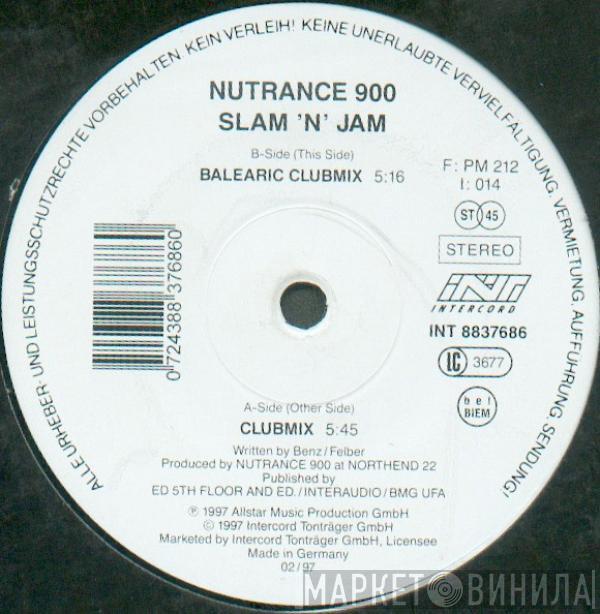 ALLE URHEBER- UND LEISTUNGSSCHUTZRECHTE VORBEHALTEN. KEIN VERLEIH! KEINE UNERLAUBTE VERVIELFÄLTIGUNG, VERMIETUNG, AUFFÜHRUNG, SENDUNG!
NUTRANCE 900
SLAM 'N' JAM
B-Side (This Side)
BALEARIC CLUBMIX 5:16
F: PM 212
I: 014
ST 45
STEREO
INT
INTERCORD
INT 8837686
LC 3677
bel
BIEM
0 724388 376860
A-Side (Other Side)
CLUBMIX 5:45
Written by Benz/Felber
Produced by NUTRANCE 900 at NORTHEND 22
Published by
ED 5TH FLOOR AND ED./INTERAUDIO/BMG UFA
℗ 1997 Allstar Music Production GmbH
© 1997 Intercord Tonträger GmbH
Marketed by Intercord Tonträger GmbH, Licensee
Made in Germany
02/97
МАРКЕТ ВИНИЛА